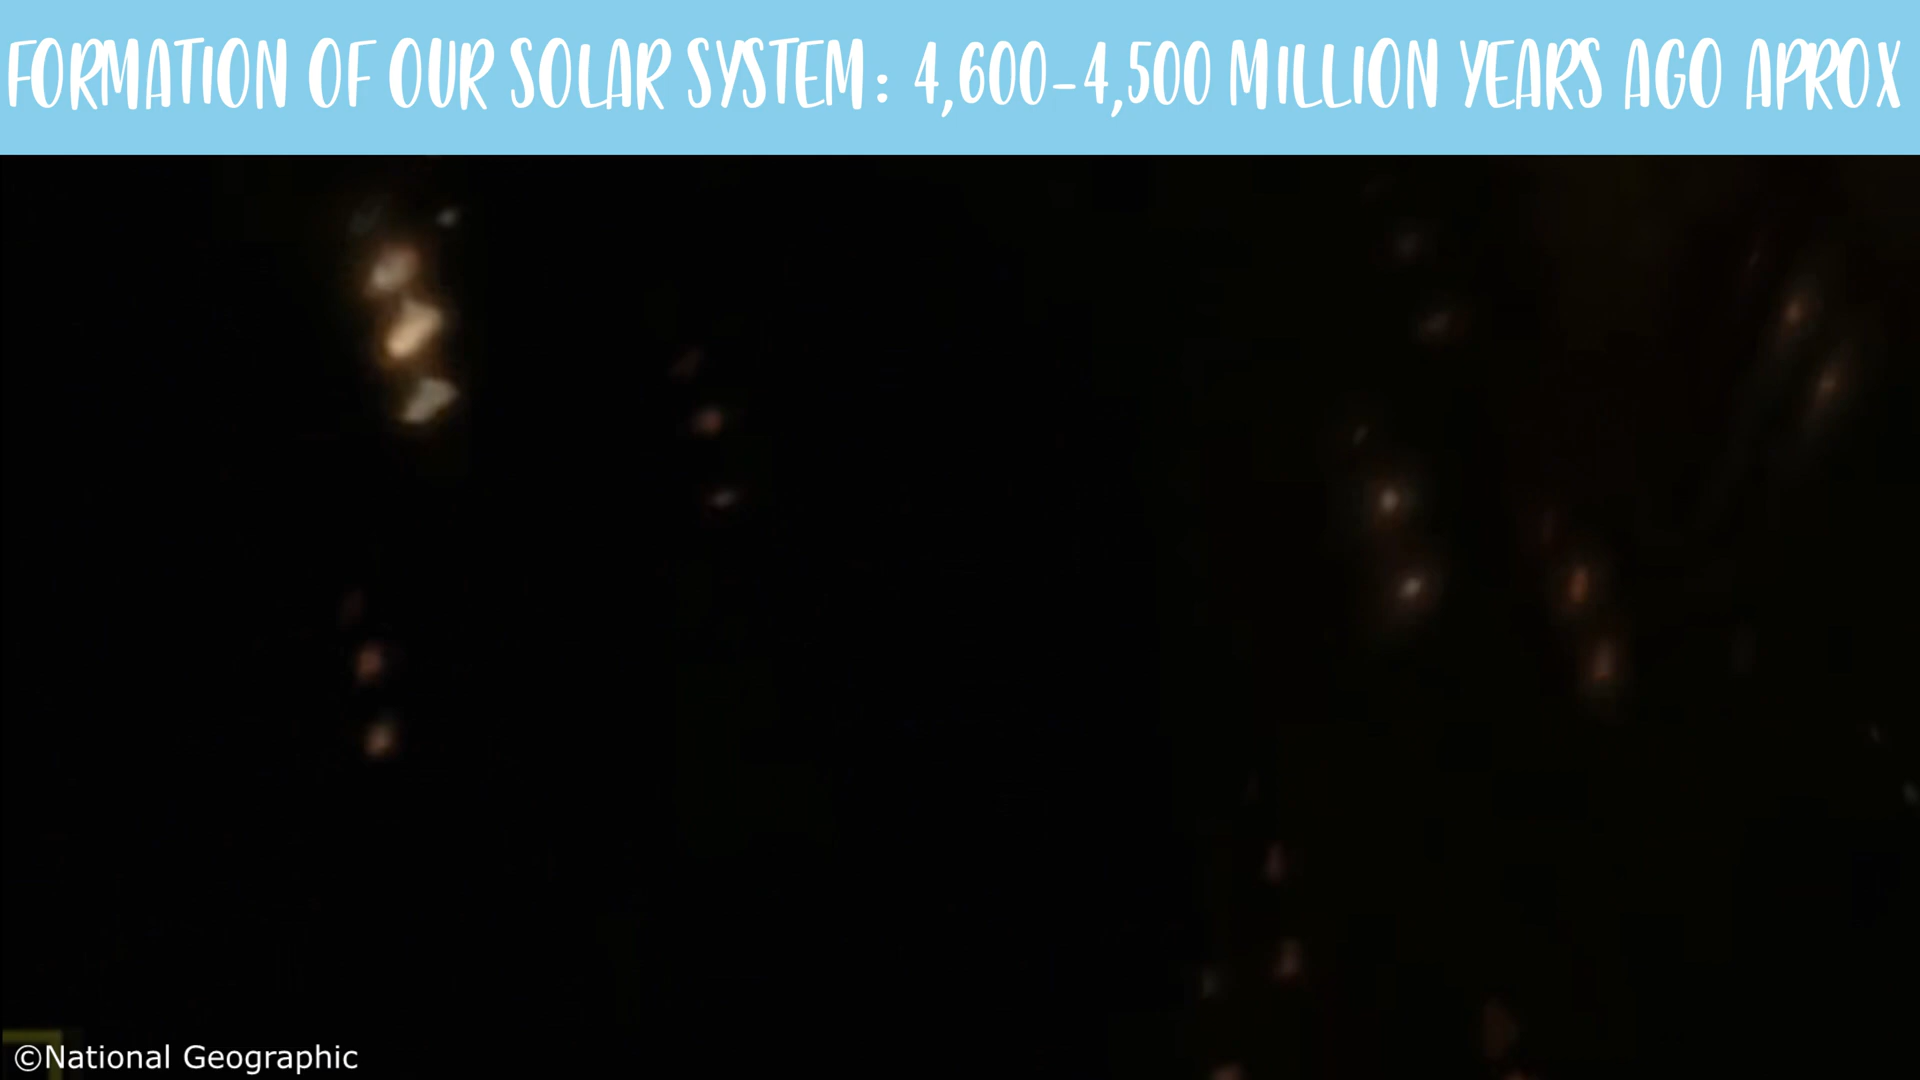 FORMATION OF OUR SOLAR SYSTEM: 4,600-4,500 MILLION YEARS AGO APROX
©National Geographic